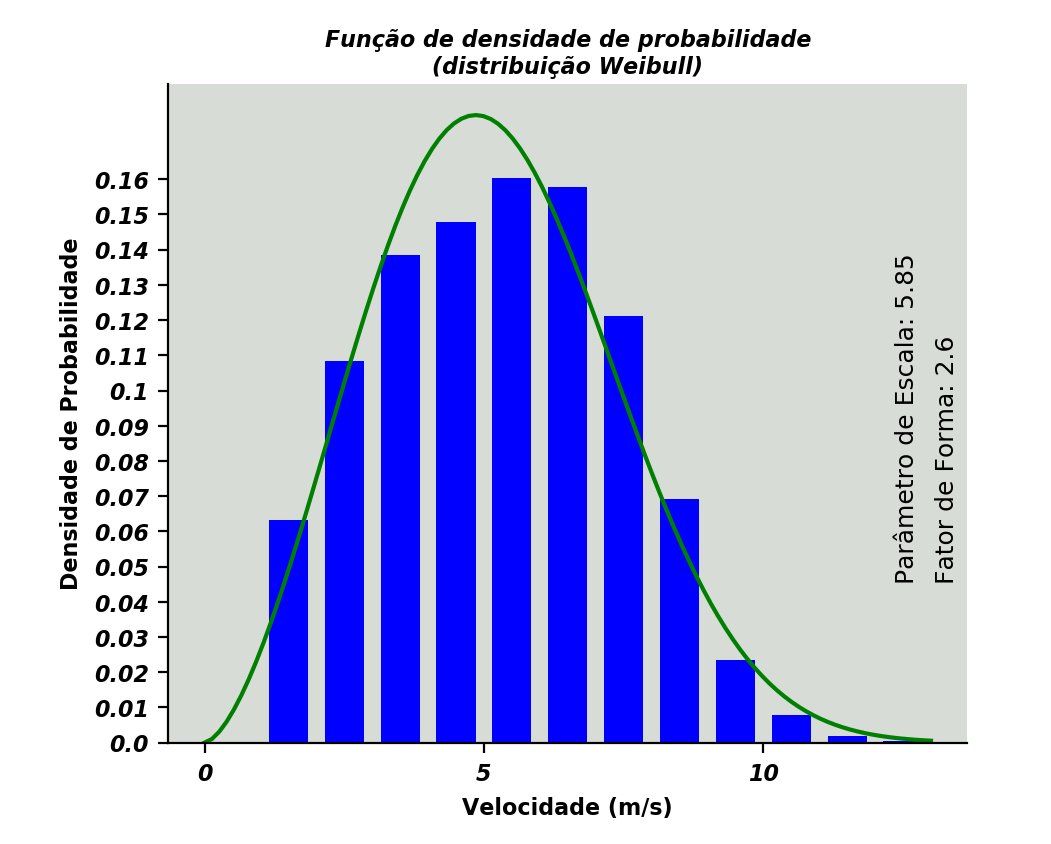 Função de densidade de probabilidade
(distribuição Weibull)
Densidade de Probabilidade
0.16
0.15
0.14
0.13
0.12
0.11
0.1
0.09
0.08
0.07
0.06
0.05
0.04
0.03
0.02
0.01
0.0
Parâmetro de Escala: 5.85
Fator de Forma: 2.6
0 5 10
Velocidade (m/s)